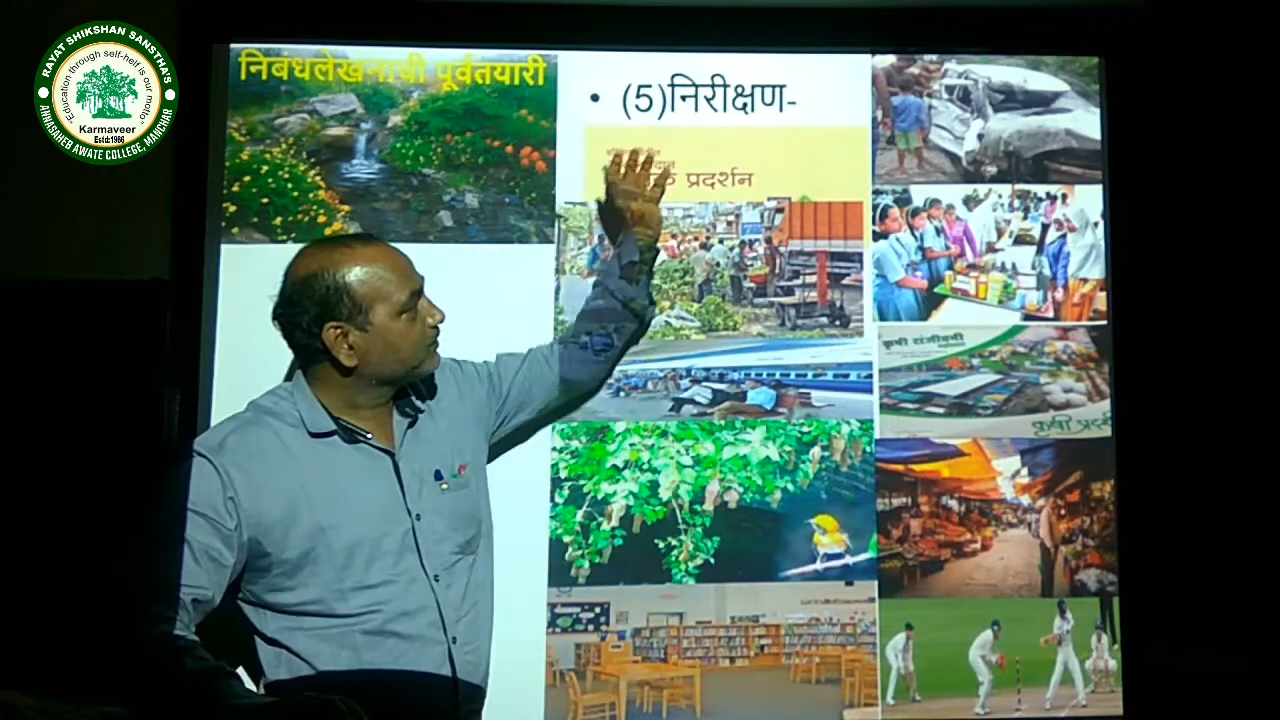 RAYAT SHIKSHAN SANSTHA'S
"Education through self-help is our motto"
Karmaveer
Estd:1966
ANNASAHEB AWATE COLLEGE, MANCHAR
निबंधलेखनाची पूर्वतयारी
• (5)निरीक्षण-
प्रदर्शन
कृषी संजीवनी
कृषी